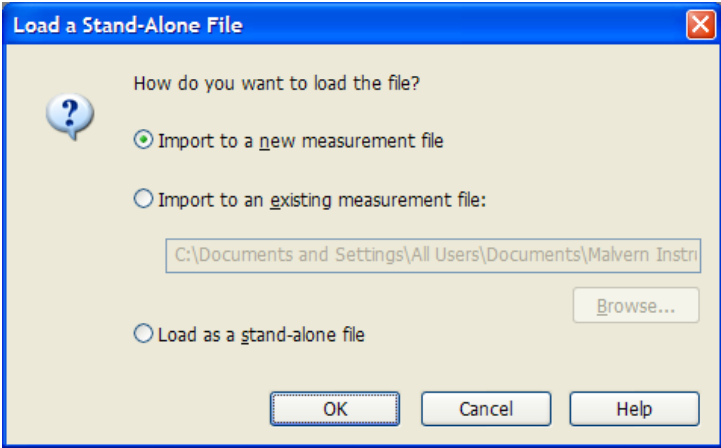 Load a Stand-Alone File
How do you want to load the file?
Import to a new measurement file
Import to an existing measurement file:
C:\Documents and Settings\All Users\Documents\Malvern
Browse...
Load as a stand-alone file
OK Cancel Help